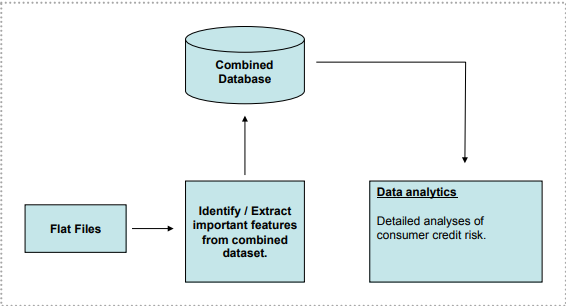 Combined
Database
Flat Files
Identify / Extract
important features
from combined
dataset.
Data analytics
Detailed analyses of
consumer credit risk.